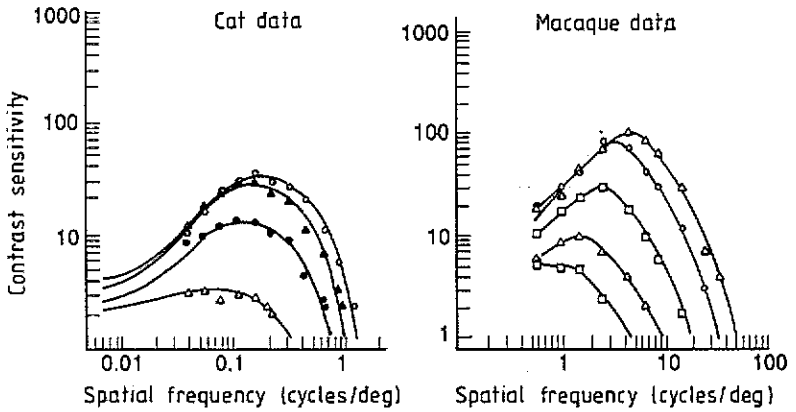 Cat data
Macaque data
1000
100
10
Contrast sensitivity
0.01
0.1
1
Spatial frequency (cycles/deg)
1000
100
10
1
1
10
100
Spatial frequency (cycles/deg)